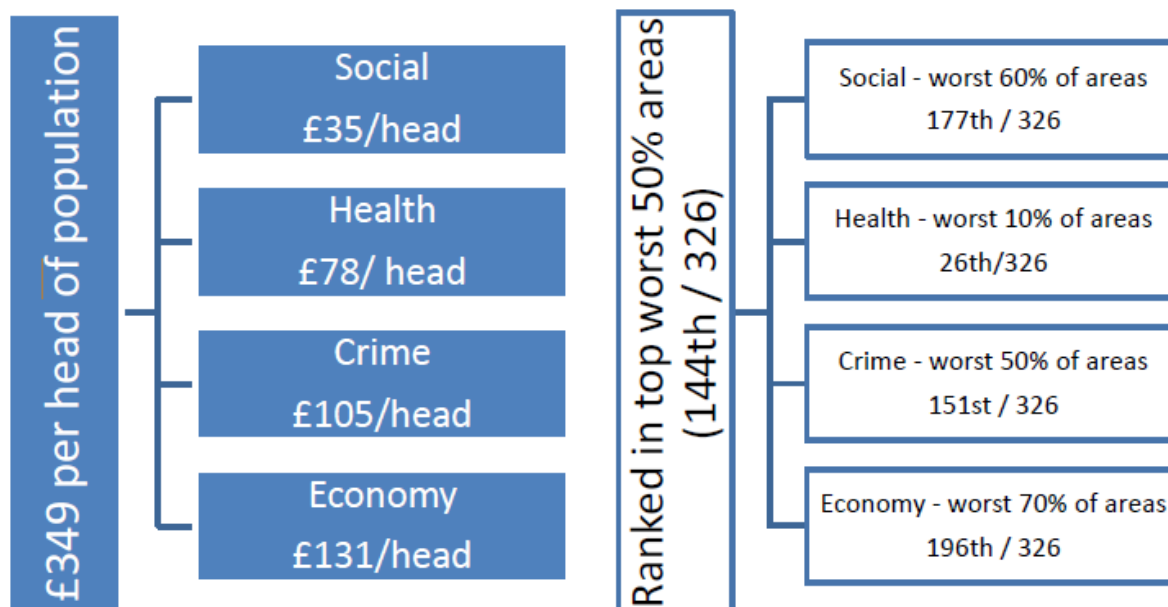 £349 per head of population
Social
£35/head
Health
£78/ head
Crime
£105/head
Economy
£131/head
Ranked in top worst 50% areas
(144th / 326)
Social - worst 60% of areas
177th / 326
Health - worst 10% of areas
26th/326
Crime - worst 50% of areas
151st / 326
Economy - worst 70% of areas
196th / 326